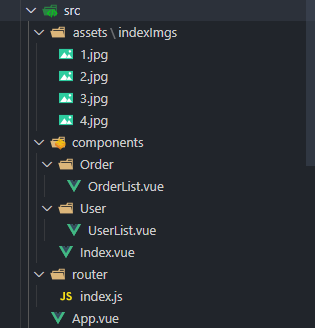 src
assets \ indexImgs
1.jpg
2.jpg
3.jpg
4.jpg
components
Order
OrderList.vue
User
UserList.vue
Index.vue
router
JS index.js
App.vue